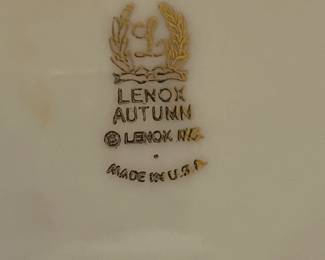 L
LENOX
AUTUMN
© LENOX INC.
MADE IN U.S.A.